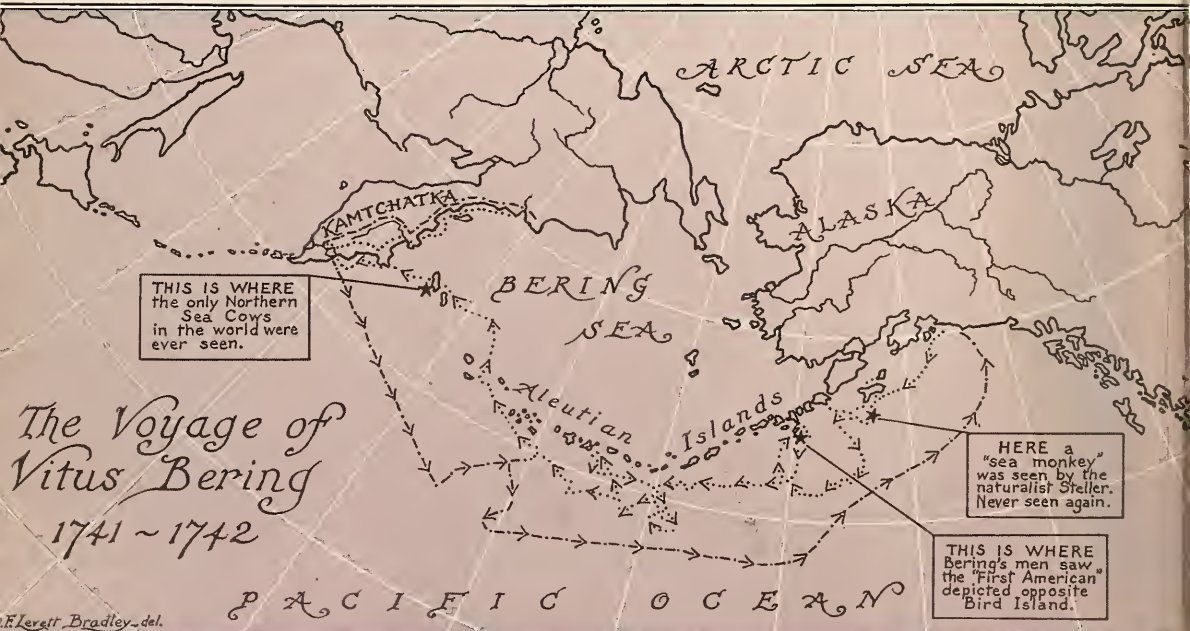 ARCTIC SEA
KAMTCHATKA
ALASKA
BERING
SEA
THIS IS WHERE
the only Northern
Sea Cows
in the world were
ever seen.
Aleutian
Islands
The Voyage of
Vitus Bering
1741 ~ 1742
HERE a
"sea monkey"
was seen by the
naturalist Steller.
Never seen again.
THIS IS WHERE
Bering's men saw
the "First American"
depicted opposite
Bird Island.
PACIFIC OCEAN
F. Levett Bradley_del.